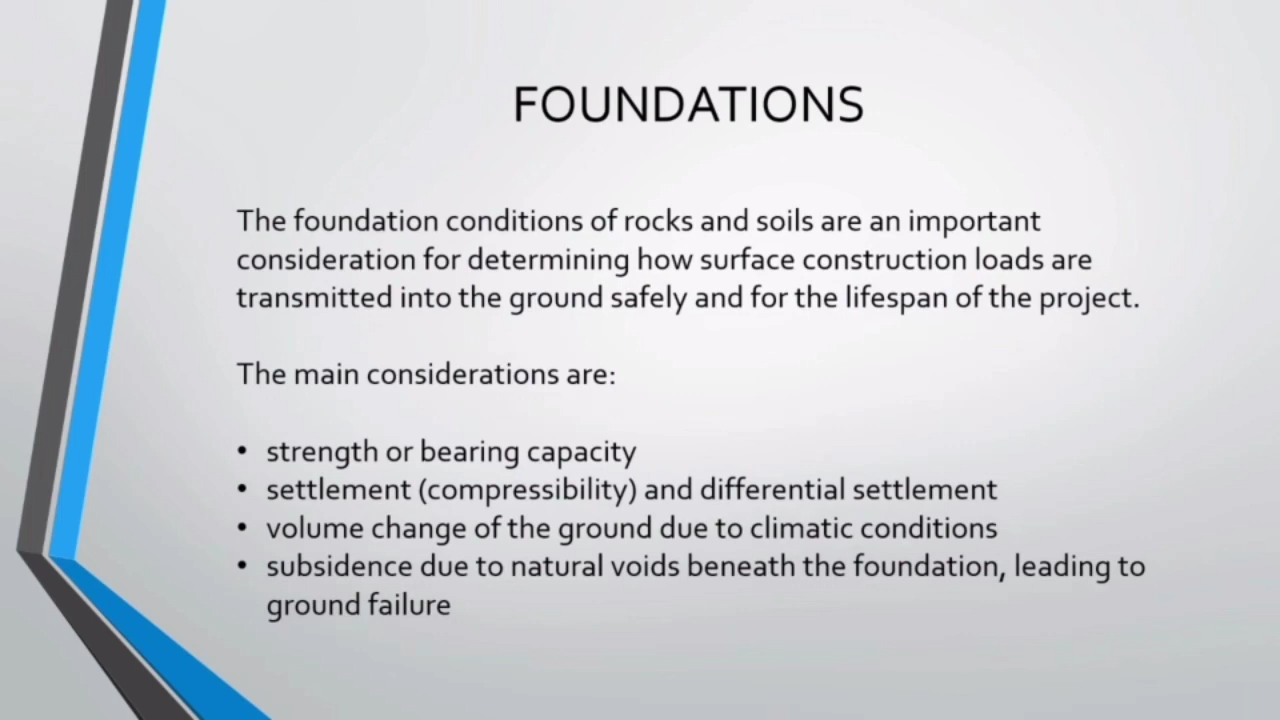 FOUNDATIONS
The foundation conditions of rocks and soils are an important
consideration for determining how surface construction loads are
transmitted into the ground safely and for the lifespan of the project.
The main considerations are:
• strength or bearing capacity
• settlement (compressibility) and differential settlement
• volume change of the ground due to climatic conditions
• subsidence due to natural voids beneath the foundation, leading to
ground failure